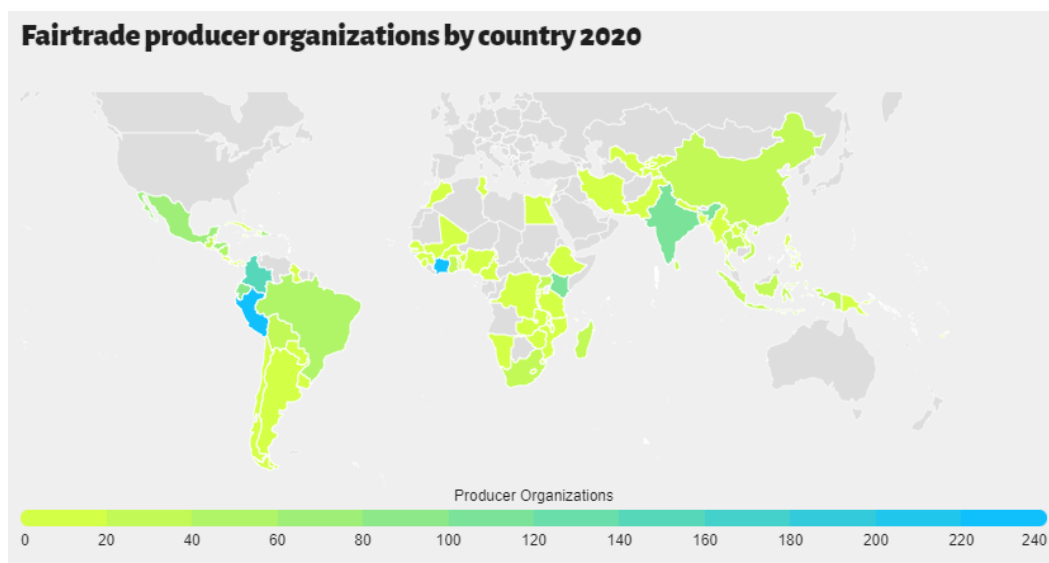 Fairtrade producer organizations by country 2020
Producer Organizations
0 20 40 60 80 100 120 140 160 180 200 220 240